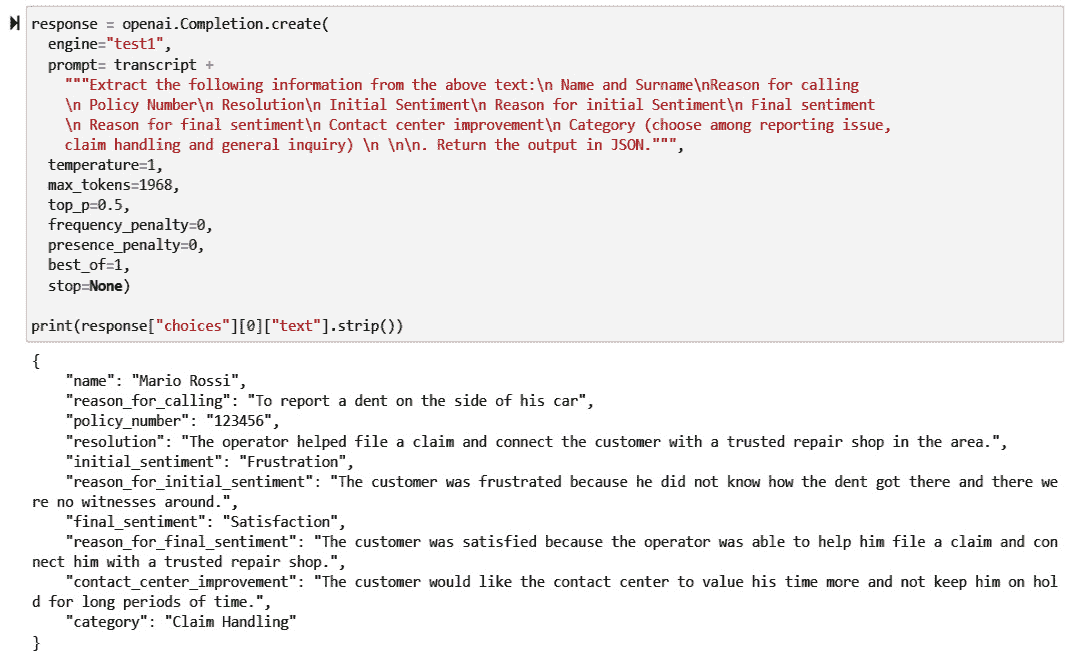 response = openai.Completion.create(
  engine="test1",
  prompt= transcript +
    """Extract the following information from the above text:\n Name and Surname\nReason for calling
    \n Policy Number\n Resolution\n Initial Sentiment\n Reason for initial Sentiment\n Final sentiment
    \n Reason for final sentiment\n Contact center improvement\n Category (choose among reporting issue,
    claim handling and general inquiry) \n \n\n. Return the output in JSON.""",
  temperature=1,
  max_tokens=1968,
  top_p=0.5,
  frequency_penalty=0,
  presence_penalty=0,
  best_of=1,
  stop=None)

print(response["choices"][0]["text"].strip())
{
    "name": "Mario Rossi",
    "reason_for_calling": "To report a dent on the side of his car",
    "policy_number": "123456",
    "resolution": "The operator helped file a claim and connect the customer with a trusted repair shop in the area.",
    "initial_sentiment": "Frustration",
    "reason_for_initial_sentiment": "The customer was frustrated because he did not know how the dent got there and there we
re no witnesses around.",
    "final_sentiment": "Satisfaction",
    "reason_for_final_sentiment": "The customer was satisfied because the operator was able to help him file a claim and con
nect him with a trusted repair shop.",
    "contact_center_improvement": "The customer would like the contact center to value his time more and not keep him on hol
d for long periods of time.",
    "category": "Claim Handling"
}